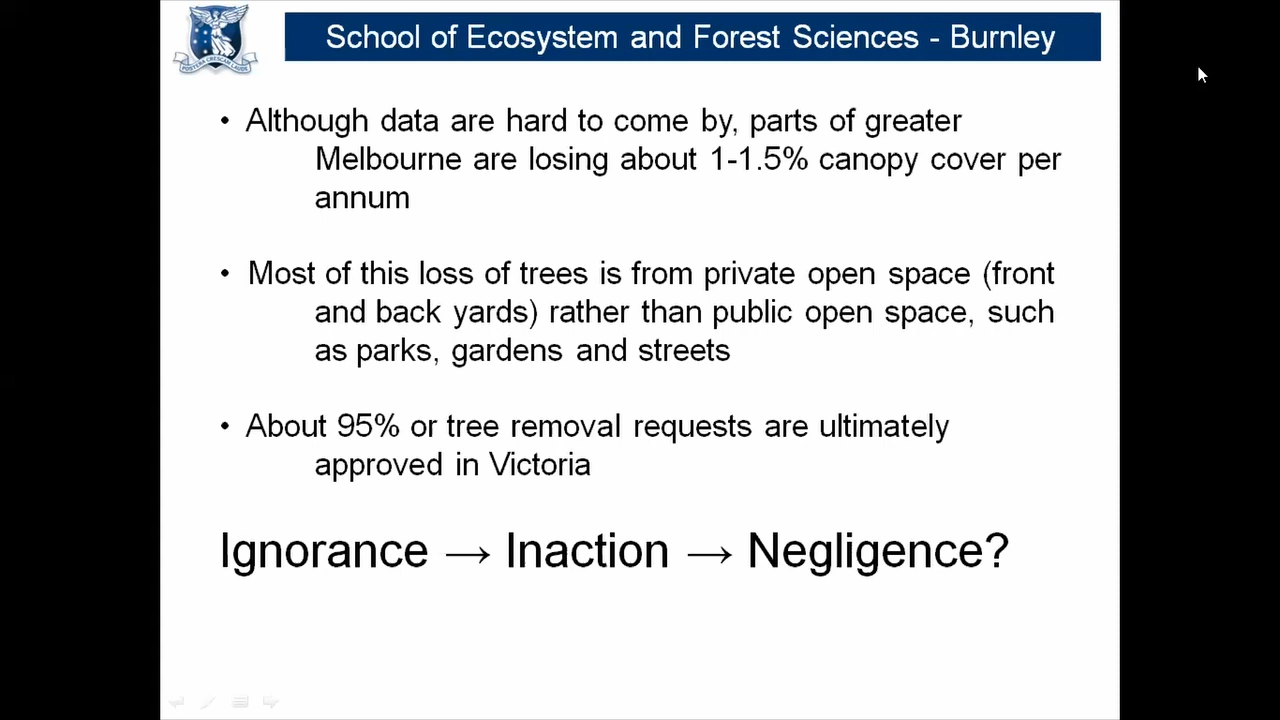 School of Ecosystem and Forest Sciences - Burnley
POSTERA CRESCAM LAUDE
• Although data are hard to come by, parts of greater
Melbourne are losing about 1-1.5% canopy cover per
annum
• Most of this loss of trees is from private open space (front
and back yards) rather than public open space, such
as parks, gardens and streets
• About 95% or tree removal requests are ultimately
approved in Victoria
Ignorance → Inaction → Negligence?